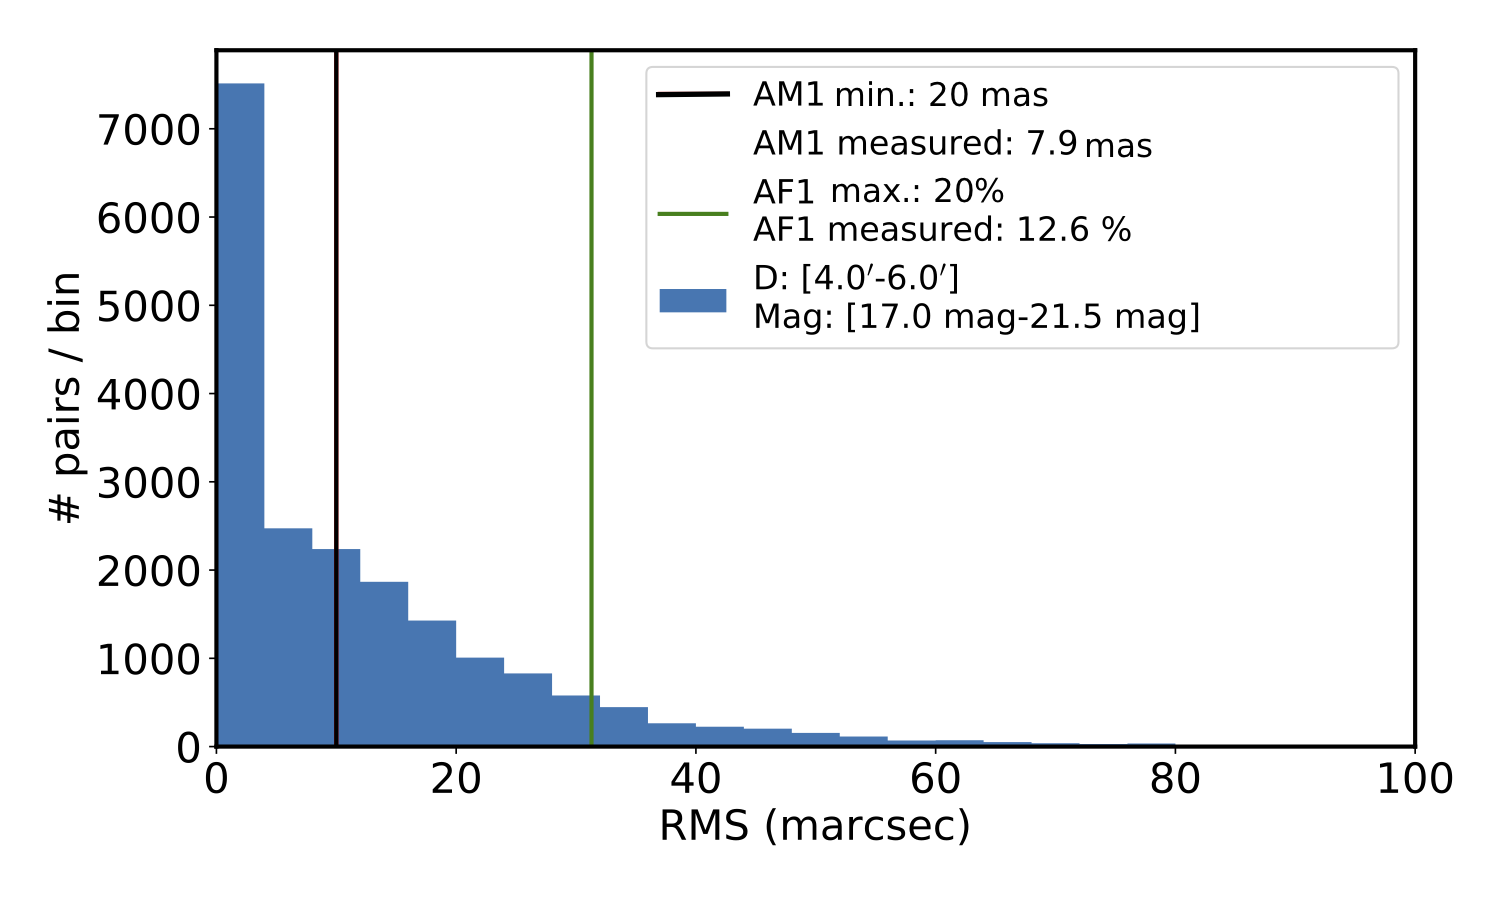 AM1 min.: 20 mas
AM1 measured: 7.9 mas
AF1 max.: 20%
AF1 measured: 12.6 %
D: [4.0′-6.0′]
Mag: [17.0 mag-21.5 mag]
7000
6000
5000
4000
3000
2000
1000
0
# pairs / bin
0 20 40 60 80 100
RMS (marcsec)